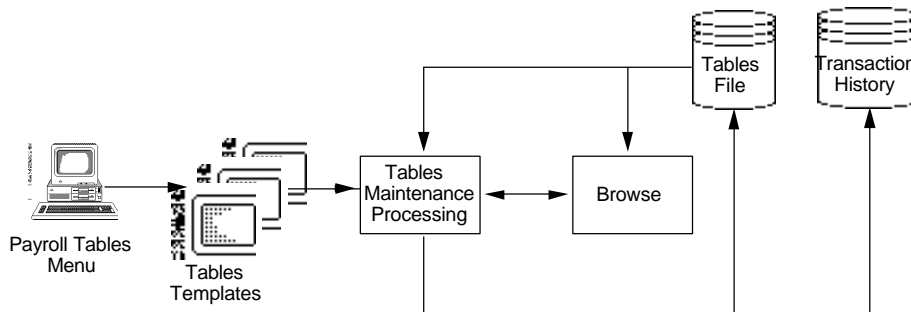 Tables
File
Transaction
History
Tables
Maintenance
Processing
Browse
Payroll Tables
Menu
Tables
Templates